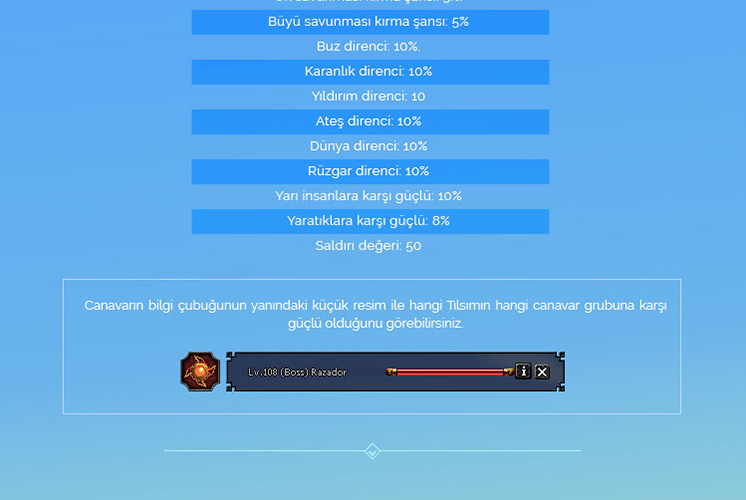 Büyü savunması kırma şansı: 5%
Buz direnci: 10%.
Karanlık direnci: 10%
Yıldırım direnci: 10
Ateş direnci: 10%
Dünya direnci: 10%
Rüzgar direnci: 10%
Yarı insanlara karşı güçlü: 10%
Yaratıklara karşı güçlü: 8%
Saldırı değeri: 50
Canavarın bilgi çubuğunun yanındaki küçük resim ile hangi Tılsımın hangi canavar grubuna karşı
güçlü olduğunu görebilirsiniz.
Lv.108 (Boss) Razador